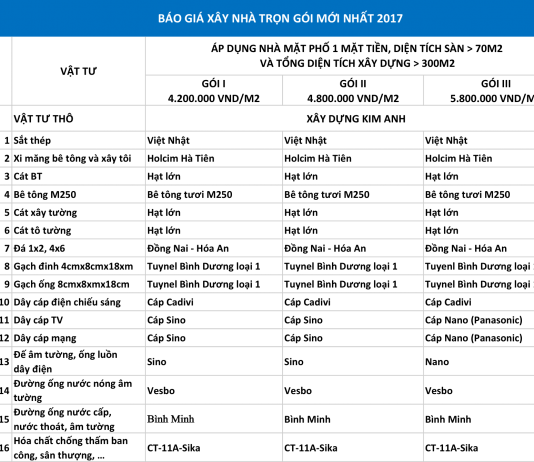 BÁO GIÁ XÂY NHÀ TRỌN GÓI MỚI NHẤT 2017
VẬT TƯ
ÁP DỤNG NHÀ MẶT PHỐ 1 MẶT TIỀN, DIỆN TÍCH SÀN > 70M2
VÀ TỔNG DIỆN TÍCH XÂY DỰNG > 300M2
GÓI I GÓI II GÓI III
4.200.000 VND/M2 4.800.000 VND/M2 5.800.000 VND/M
VẬT TƯ THÔ XÂY DỰNG KIM ANH
1 Sắt thép Việt Nhật Việt Nhật Việt Nhật
2 Xi măng bê tông và xây tôi Holcim Hà Tiên Holcim Hà Tiên Holcim Hà Tiên
3 Cát BT Hạt lớn Hạt lớn Hạt lớn
4 Bê tông M250 Bê tông tươi M250 Bê tông tươi M250 Bê tông tươi M250
5 Cát xây tường Hạt lớn Hạt lớn Hạt lớn
6 Cát tô tường Hạt lớn Hạt lớn Hạt lớn
7 Đá 1x2, 4x6 Đồng Nai - Hóa An Đồng Nai - Hóa An Đồng Nai - Hóa An
8 Gạch đinh 4cmx8cmx18xm Tuynel Bình Dương loại 1 Tuynel Bình Dương loại 1 Tuyenl Bình Dương loại
9 Gạch ống 8cmx8xmx18cm Tuynel Bình Dương loại 1 Tuynel Bình Dương loại 1 Tuynel Bình Dương loại
10 Dây cáp điện chiếu sáng Cáp Cadivi Cáp Cadivi Cáp Cadivi
11 Dây cáp TV Cáp Sino Cáp Sino Cáp Nano (Panasonic)
12 Dây cáp mạng Cáp Sino Cáp Sino Cáp Nano (Panasonic)
13 Đế âm tường, ống luồn
dây điện Sino Sino Nano
14 Đường ống nước nóng âm
tường Vesbo Vesbo Vesbo
15 Đường ống nước cấp,
nước thoát, âm tường Bình Minh Bình Minh Bình Minh
16 Hóa chất chống thấm ban
công, sân thượng, ... CT-11A-Sika CT-11A-Sika CT-11A-Sika